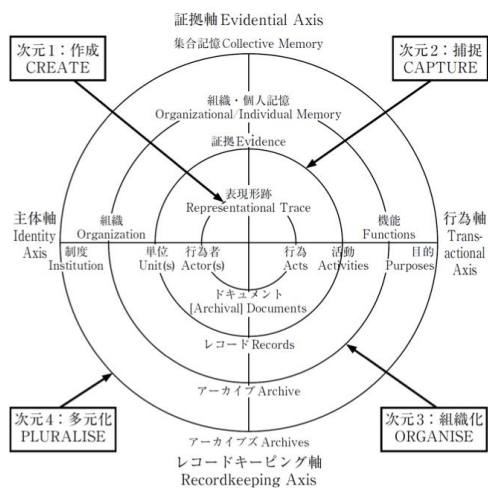 証拠軸 Evidential Axis
集合記憶 Collective Memory
次元1：作成
CREATE
次元2：捕捉
CAPTURE
組織・個人記憶
Organizational/Individual Memory
証拠 Evidence
表現形跡
Representational Trace
主体軸
Identity
Axis
組織
Organization
機能
Functions
行為軸
Trans-
actional
Axis
制度
Institution
単位
Unit(s)
行為者
Actor(s)
行為
Acts
活動
Activities
目的
Purposes
ドキュメント
[Archival] Documents
レコード Records
アーカイブ Archive
次元4：多元化
PLURALISE
次元3：組織化
ORGANISE
アーカイブズ Archives
レコードキーピング軸
Recordkeeping Axis